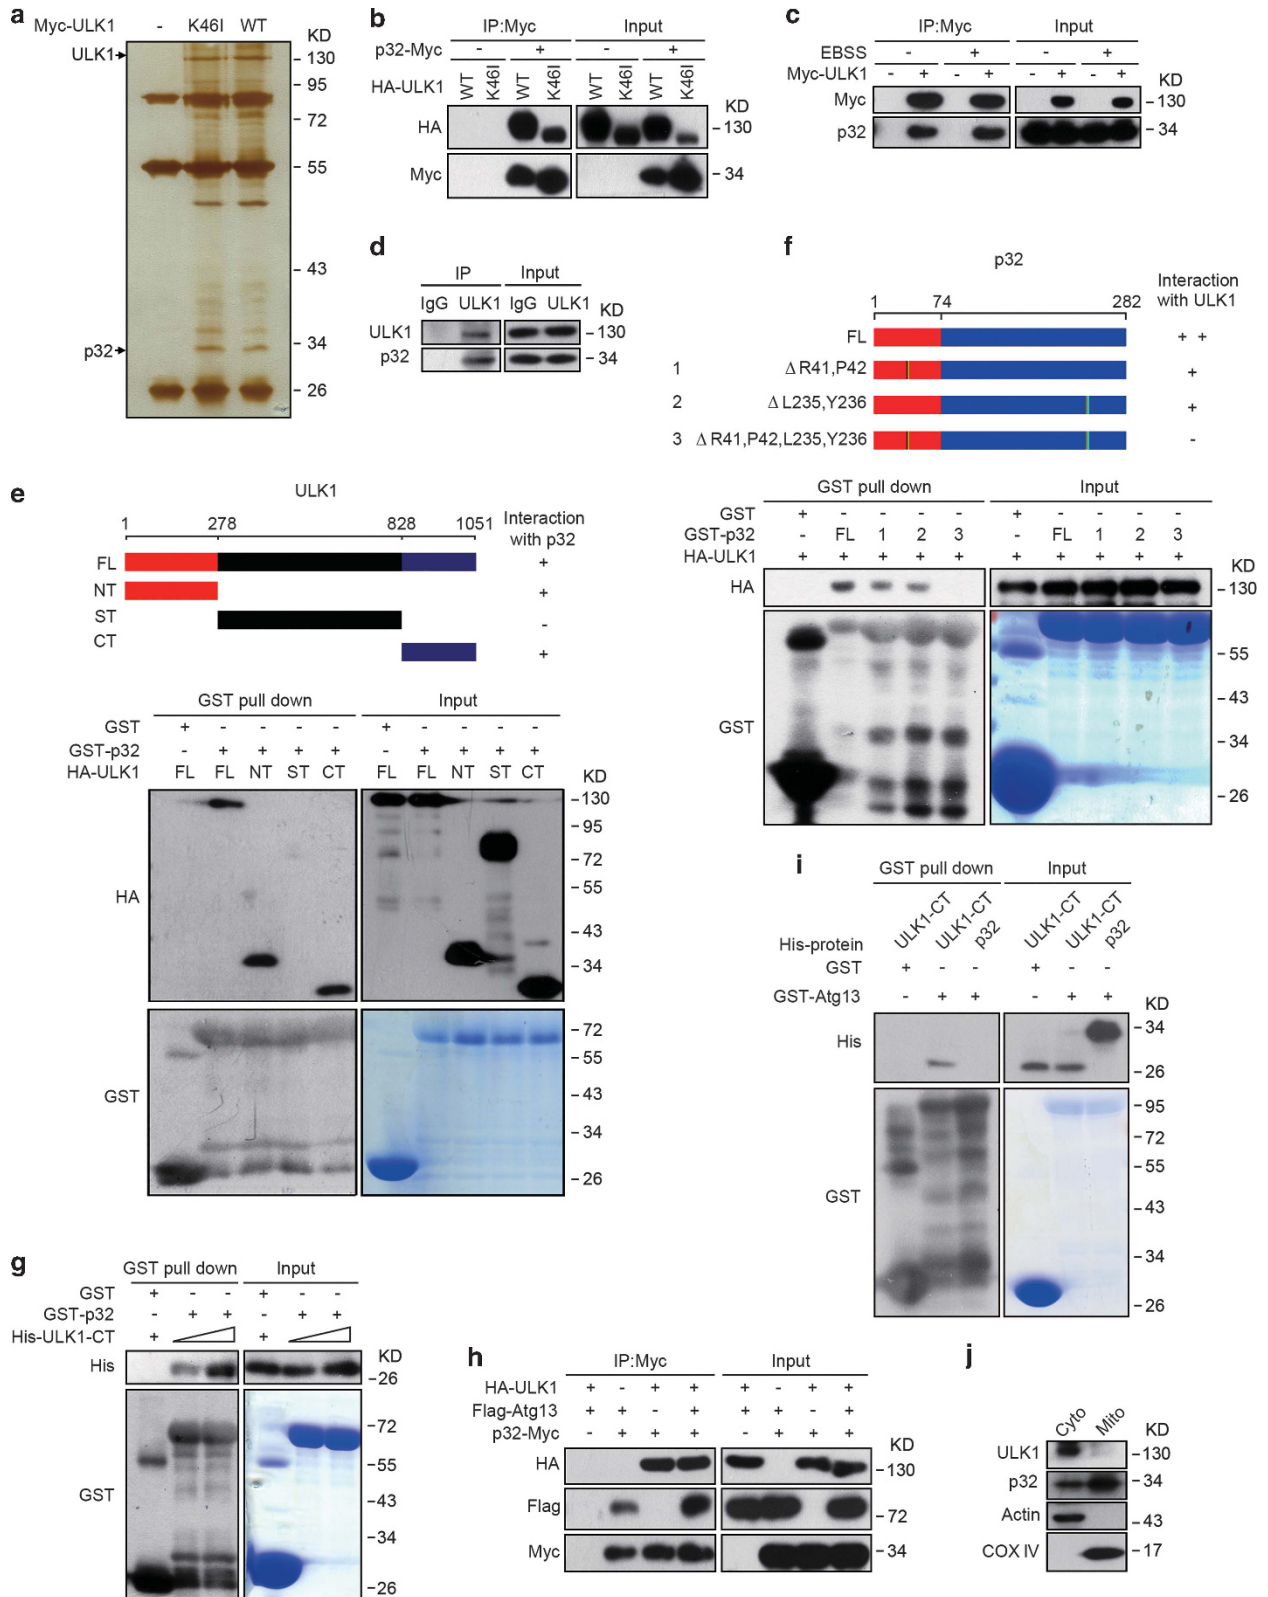 a
Myc-ULK1 - K46I WT
KD
ULK1
130
95
72
55
43
34
p32
26
b
IP:Myc Input
p32-Myc - + - +
HA-ULK1 WT K46I WT K46I WT K46I WT K46I
KD
HA 130
Myc 34
c
IP:Myc Input
EBSS - + - +
Myc-ULK1 - + - + - + - +
KD
Myc 130
p32 34
d
IP Input
IgG ULK1 IgG ULK1 KD
ULK1 130
p32 34
f
p32
Interaction
with ULK1
1 74 282
FL + +
1 Δ R41,P42 +
2 Δ L235,Y236 +
3 Δ R41,P42,L235,Y236 -
GST pull down Input
GST + - - - - + - - - -
GST-p32 - FL 1 2 3 - FL 1 2 3
HA-ULK1 + + + + + + + + + +
KD
HA 130
55
43
GST
34
26
e
ULK1
1 278 828 1051
Interaction
with p32
FL +
NT +
ST -
CT +
GST pull down Input
GST + - - - - + - - - -
GST-p32 - + + + + - + + + +
HA-ULK1 FL FL NT ST CT FL FL NT ST CT
KD
130
95
72
HA
55
43
34
72
55
GST
43
34
26
i
GST pull down Input
His-protein ULK1-CT ULK1-CT p32 ULK1-CT ULK1-CT p32
GST + - - + - -
GST-Atg13 - + + - + +
KD
34
His
26
95
72
55
GST
43
34
26
g
GST pull down Input
GST + - - + - -
GST-p32 - + + - + +
His-ULK1-CT + +
KD
His 26
72
55
GST
43
34
26
h
IP:Myc Input
HA-ULK1 + - + + + - + +
Flag-Atg13 + + - + + + - +
p32-Myc - + + + - + + +
KD
HA 130
Flag 72
Myc 34
j
Cyto Mito
KD
ULK1 130
p32 34
Actin 43
COX IV 17